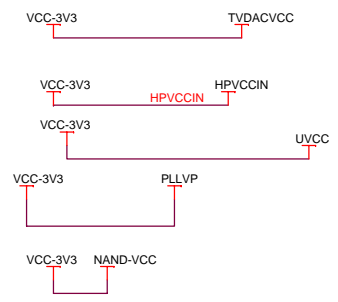 VCC-3V3 TVDACVCC
VCC-3V3 HPVCCIN
HPVCCIN
VCC-3V3
UVCC
VCC-3V3 PLLVP
VCC-3V3 NAND-VCC